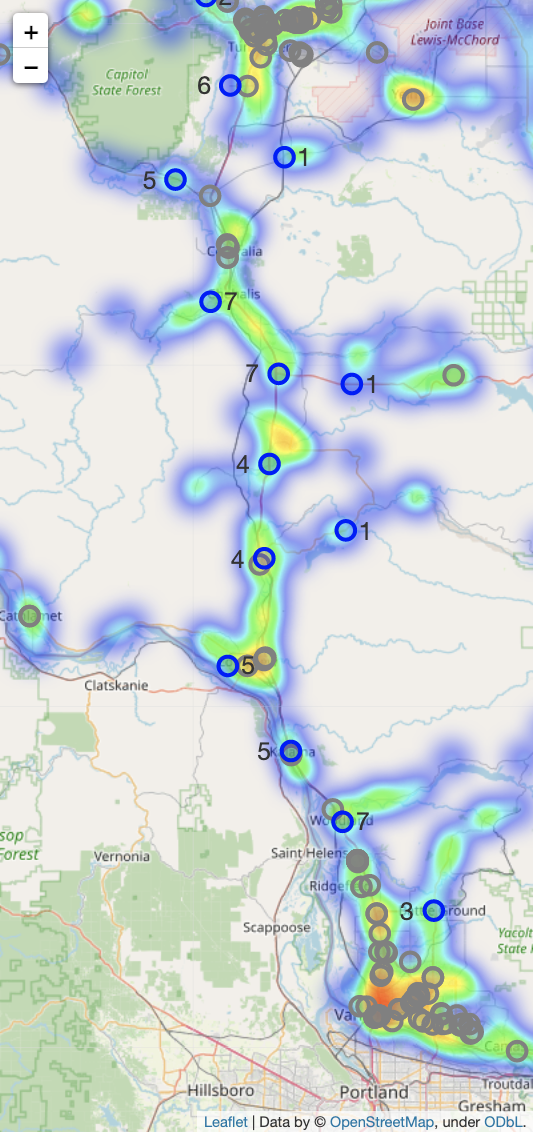 +
−
2
Joint Base
Lewis-McChord
Capitol
State Forest
6
1
5
7
7
1
4
1
4
5
Clatskanie
5
7
Saint Helens
Vernonia
3
Scappoose
Hillsboro
Portland
Troutdal
Gresham
Leaflet | Data by © OpenStreetMap, under ODbL.